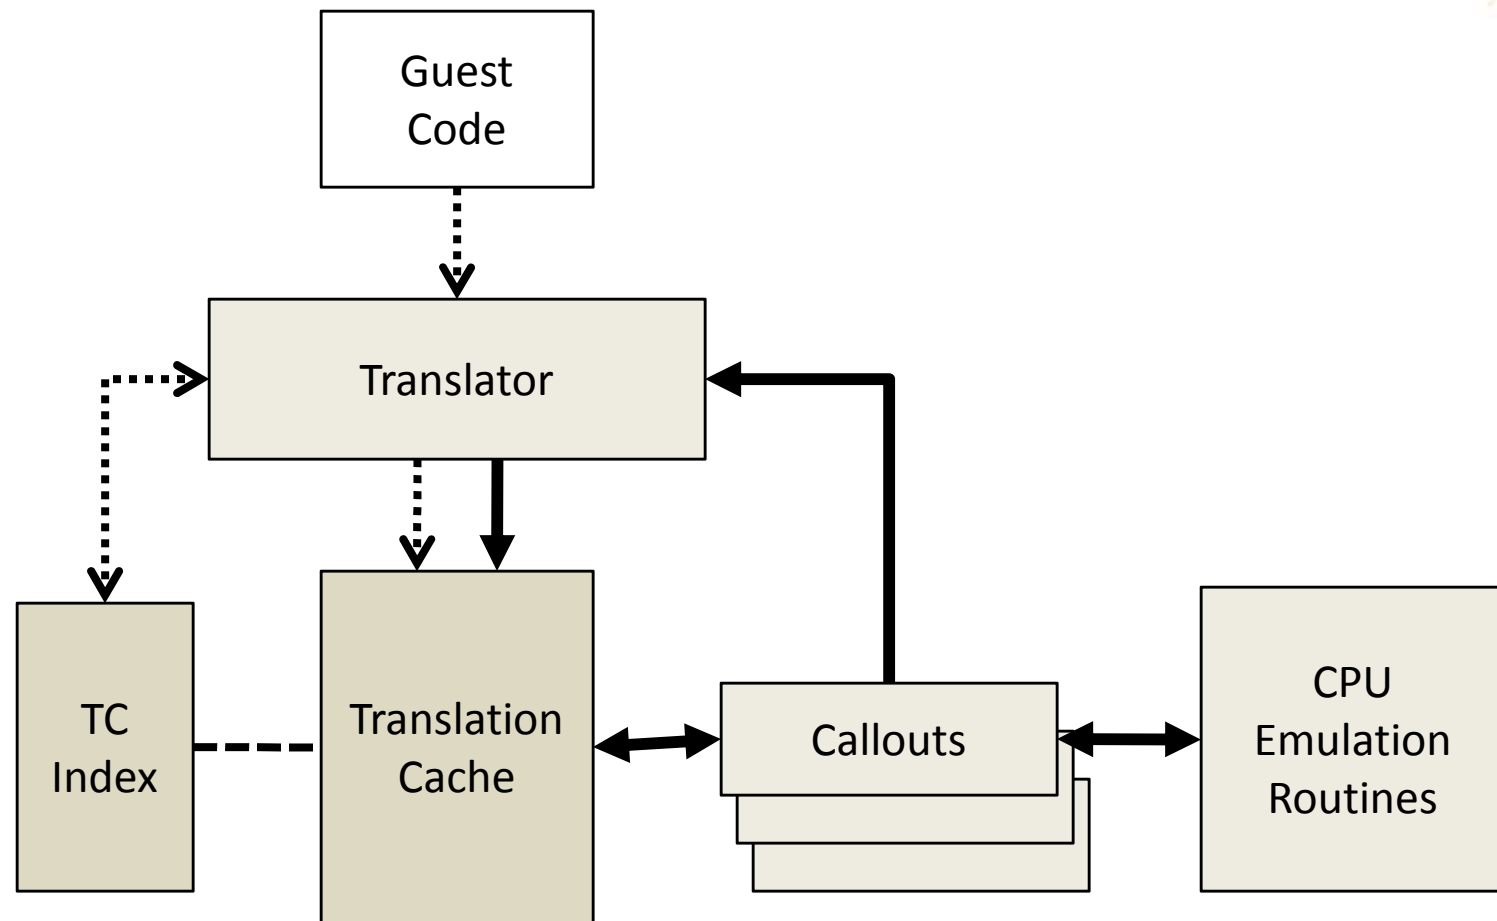 Guest
Code
Translator
TC
Index
Translation
Cache
Callouts
CPU
Emulation
Routines